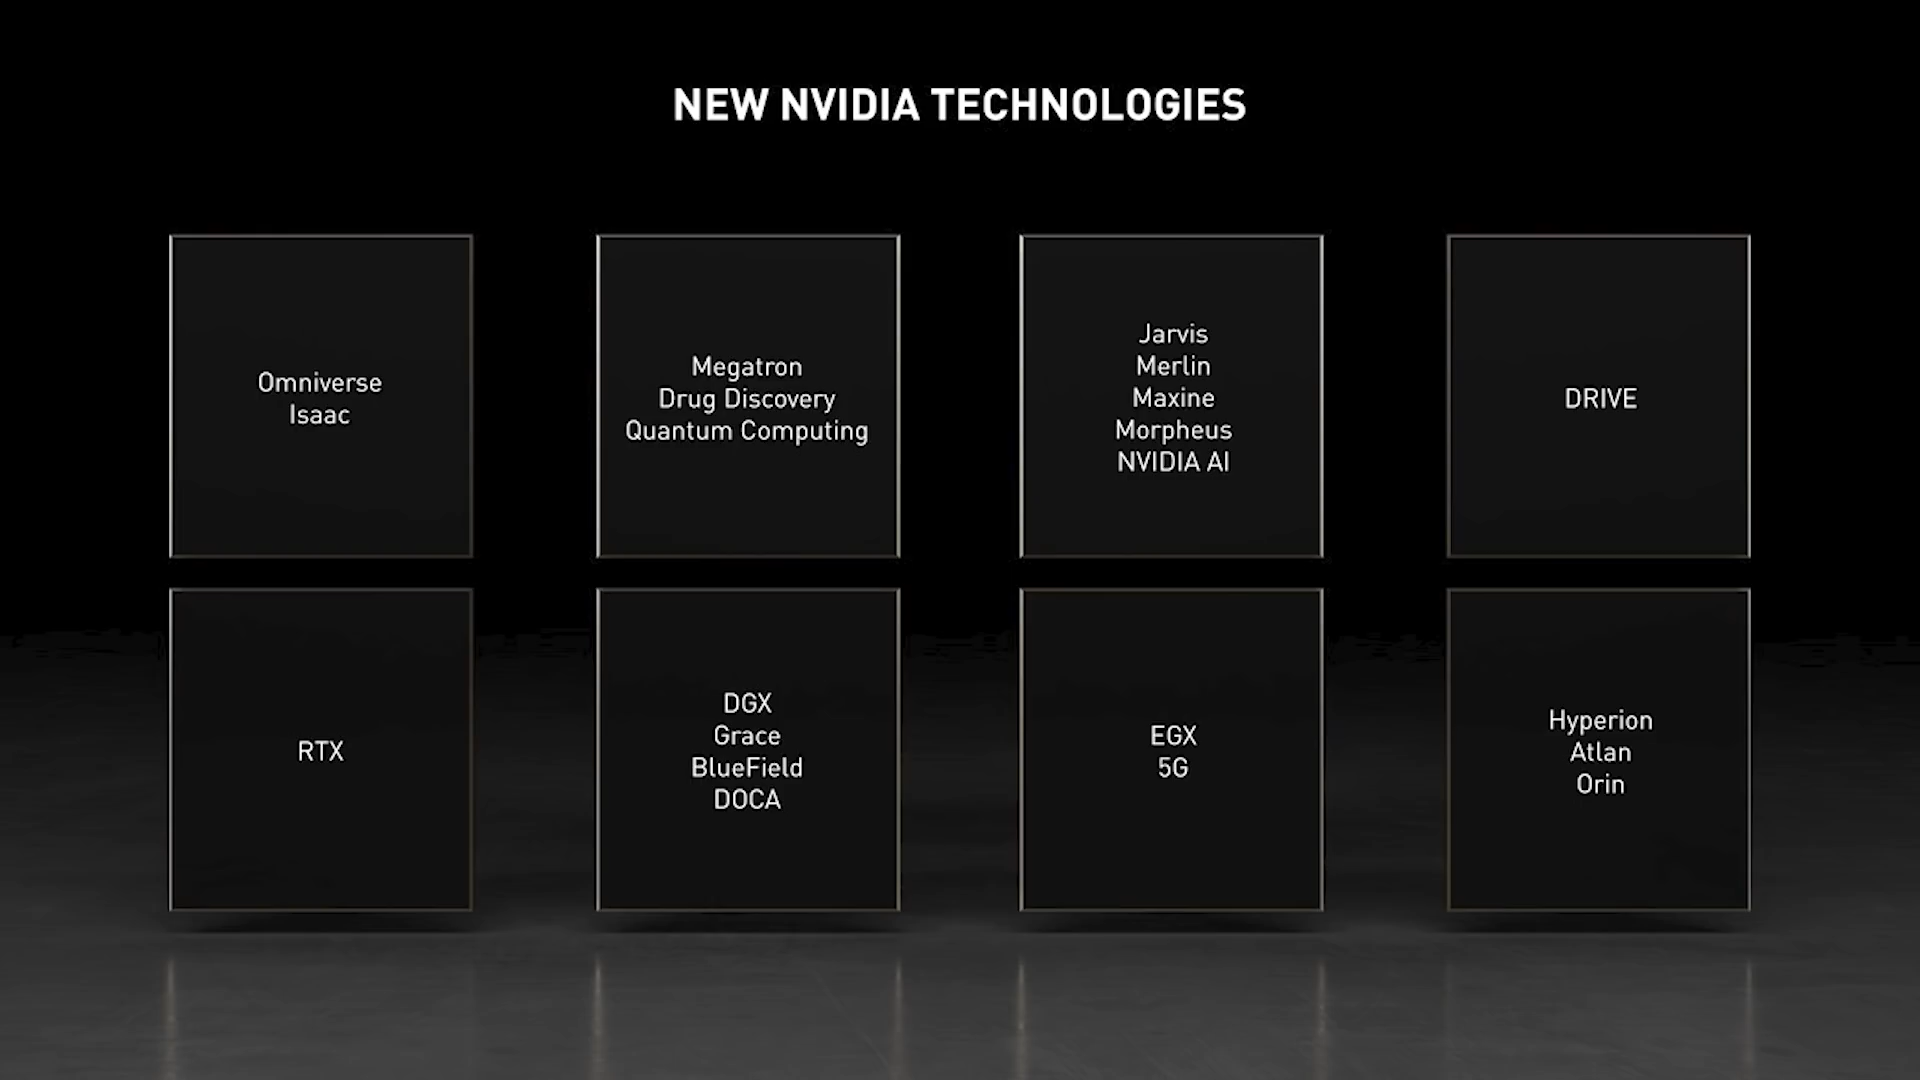 NEW NVIDIA TECHNOLOGIES
Omniverse
Isaac
Megatron
Drug Discovery
Quantum Computing
Jarvis
Merlin
Maxine
Morpheus
NVIDIA AI
DRIVE
RTX
DGX
Grace
BlueField
DOCA
EGX
5G
Hyperion
Atlan
Orin